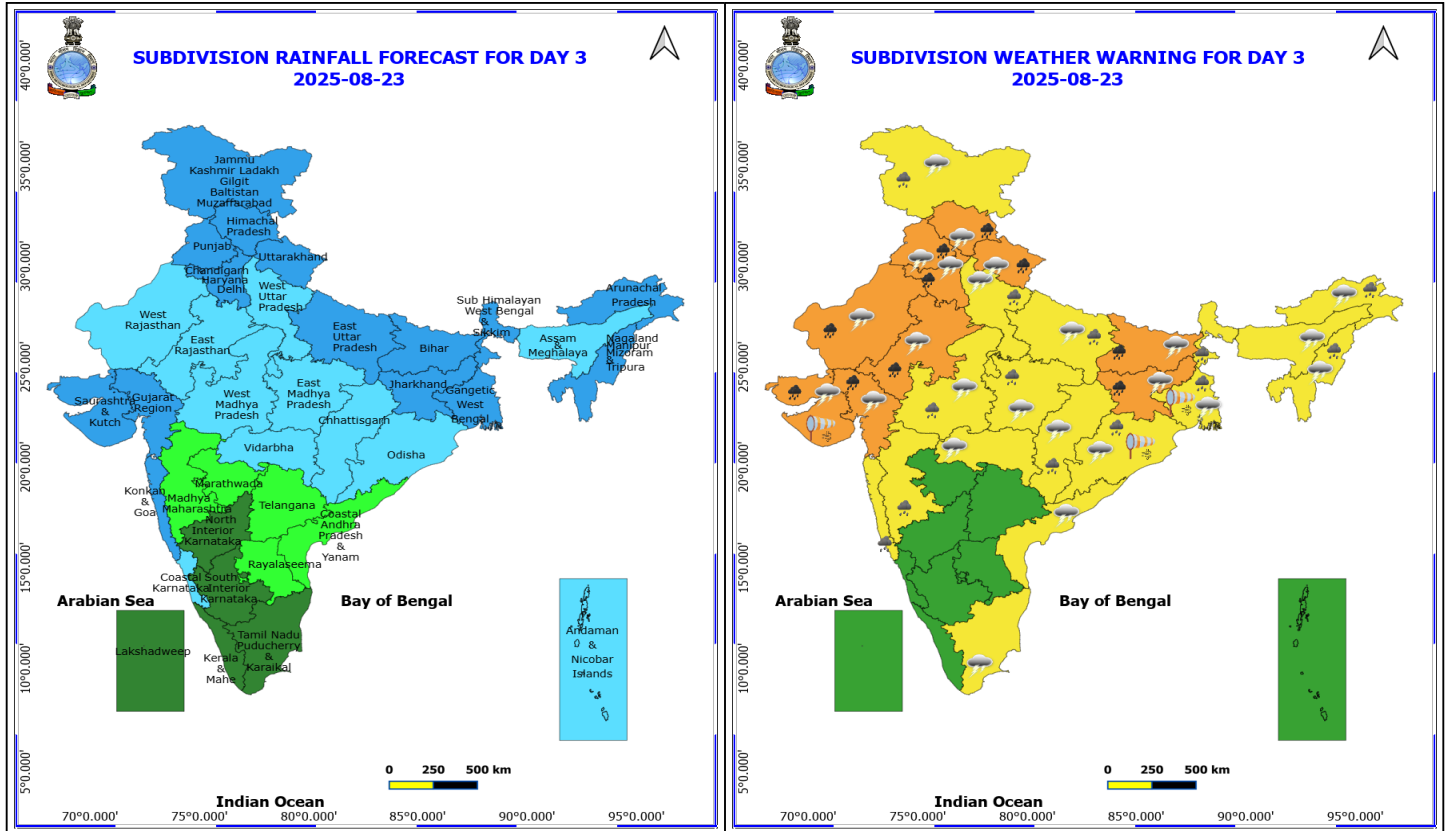 SUBDIVISION RAINFALL FORECAST FOR DAY 3
2025-08-23
40°0.000'
35°0.000'
30°0.000'
25°0.000'
20°0.000'
15°0.000'
10°0.000'
5°0.000'
Jammu
Kashmir Ladakh
Gilgit
Baltistan
Muzaffarabad
Himachal
Pradesh
Punjab
Uttarakhand
Chandigarh
Haryana
Delhi
West
Uttar
Pradesh
West
Rajasthan
East
Rajasthan
East
Uttar
Pradesh
Bihar
Sub Himalayan
West Bengal
&
Sikkim
Arunachal
Pradesh
Assam
&
Meghalaya
Nagaland
Manipur
Mizoram
&
Tripura
Saurashtra
&
Kutch
Gujarat
Region
West
Madhya
Pradesh
East
Madhya
Pradesh
Jharkhand
Gangetic
West
Bengal
Chhattisgarh
Vidarbha
Odisha
Konkan
&
Goa
Madhya
Maharashtra
Marathwada
Telangana
North
Interior
Karnataka
Coastal
Andhra
Pradesh
&
Yanam
Rayalaseema
Coastal
Karnataka
South
Interior
Karnataka
Tamil Nadu
Puducherry
&
Karaikal
Kerala
&
Mahe
Lakshadweep
Andaman
&
Nicobar
Islands
Arabian Sea
Bay of Bengal
0 250 500 km
Indian Ocean
70°0.000' 75°0.000' 80°0.000' 85°0.000' 90°0.000' 95°0.000'
SUBDIVISION WEATHER WARNING FOR DAY 3
2025-08-23
40°0.000'
35°0.000'
30°0.000'
25°0.000'
20°0.000'
15°0.000'
10°0.000'
5°0.000'
Arabian Sea
Bay of Bengal
0 250 500 km
Indian Ocean
70°0.000' 75°0.000' 80°0.000' 85°0.000' 90°0.000' 95°0.000'